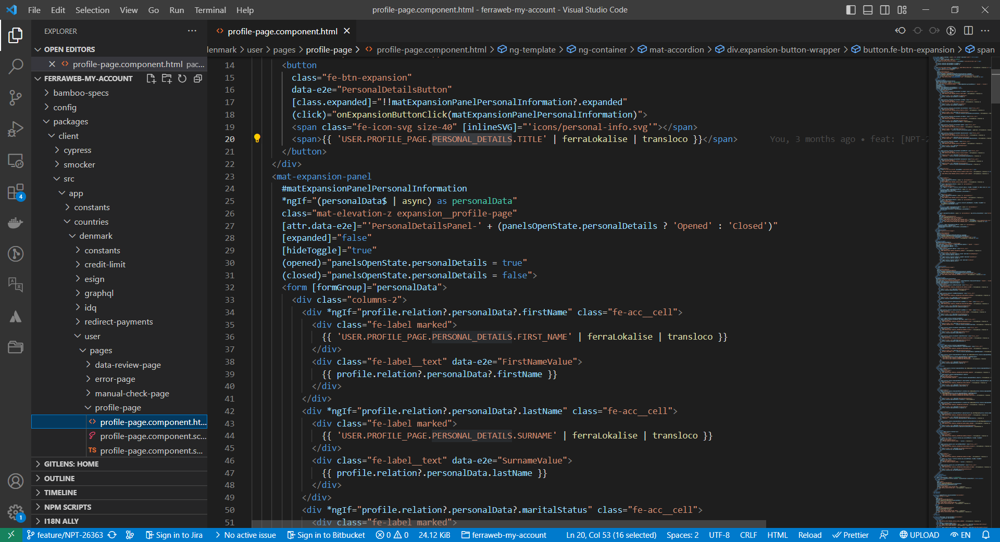 File Edit Selection View Go Run Terminal Help
profile-page.component.html - ferraweb-my-account - Visual Studio Code
EXPLORER
OPEN EDITORS
profile-page.component.html pac...
FERRAWEB-MY-ACCOUNT
bamboo-specs
config
packages
client
cypress
smocker
src
app
constants
countries
denmark
constants
credit-limit
esign
graphql
idq
redirect-payments
user
pages
data-review-page
error-page
manual-check-page
profile-page
profile-page.component.ht...
profile-page.component.sc...
TS profile-page.component.s...
GITLENS: HOME
OUTLINE
TIMELINE
NPM SCRIPTS
I18N ALLY
4
1
profile-page.component.html
lenmark > user > pages > profile-page > profile-page.component.html > ng-template > ng-container > mat-accordion > div.expansion-button-wrapper > button.fe-btn-expansion > span
14 <button
15 class="fe-btn-expansion"
16 data-e2e="PersonalDetailsButton"
17 [class.expanded]="!!matExpansionPanelPersonalInformation?.expanded"
18 (click)="onExpansionButtonClick(matExpansionPanelPersonalInformation)">
19 <span class="fe-icon-svg size-40" [inlineSVG]="'icons/personal-info.svg'"></span>
20 <span>{{ 'USER.PROFILE_PAGE.PERSONAL_DETAILS.TITLE' | ferraLokalise | transloco }}</span> You, 3 months ago • feat: [NPT-2
21 </button>
22 </div>
23 <mat-expansion-panel
24 #matExpansionPanelPersonalInformation
25 *ngIf="(personalData$ | async) as personalData"
26 class="mat-elevation-z expansion__profile-page"
27 [attr.data-e2e]="'PersonalDetailsPanel-' + (panelsOpenState.personalDetails ? 'Opened' : 'Closed')"
28 [expanded]="false"
29 [hideToggle]="true"
30 (opened)="panelsOpenState.personalDetails = true"
31 (closed)="panelsOpenState.personalDetails = false">
32 <form [formGroup]="personalData">
33 <div class="columns-2">
34 <div *ngIf="profile.relation?.personalData?.firstName" class="fe-acc__cell">
35 <div class="fe-label marked">
36 {{ 'USER.PROFILE_PAGE.PERSONAL_DETAILS.FIRST_NAME' | ferraLokalise | transloco }}
37 </div>
38 <div class="fe-label__text" data-e2e="FirstNameValue">
39 {{ profile.relation?.personalData?.firstName }}
40 </div>
41 </div>
42 <div *ngIf="profile.relation?.personalData?.lastName" class="fe-acc__cell">
43 <div class="fe-label marked">
44 {{ 'USER.PROFILE_PAGE.PERSONAL_DETAILS.SURNAME' | ferraLokalise | transloco }}
45 </div>
46 <div class="fe-label__text" data-e2e="SurnameValue">
47 {{ profile.relation?.personalData.lastName }}
48 </div>
49 </div>
50 <div *ngIf="profile.relation?.personalData?.maritalStatus" class="fe-acc__cell">
51 <div class="fe-label marked">
feature/NPT-26363 Sign in to Jira No active issue Sign in to Bitbucket 0 0 24.12 KiB ferraweb-my-account Ln 20, Col 53 (16 selected) Spaces: 2 UTF-8 CRLF HTML Reload Prettier UPLOAD EN